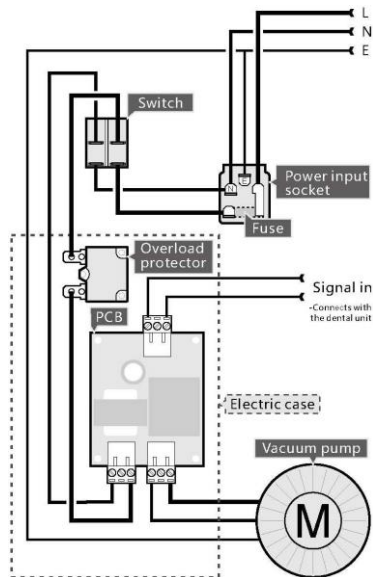 L
N
E
Switch
E
N
Power input
socket
Fuse
Overload
protector
Signal in
-Connects with
the dental unit
PCB
Electric case
Vacuum pump
M